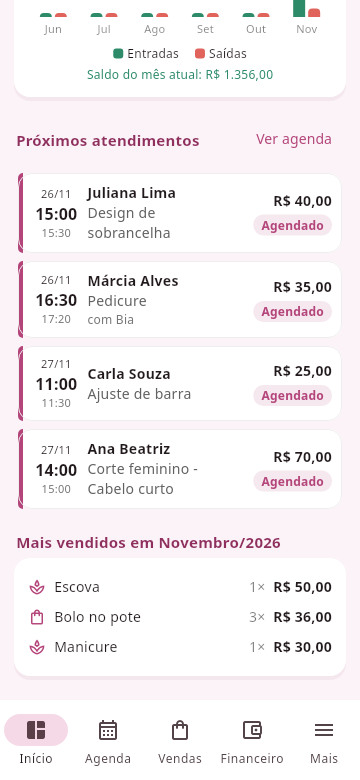 Jun Jul Ago Set Out Nov
Entradas Saídas
Saldo do mês atual: R$ 1.356,00
Próximos atendimentos Ver agenda
26/11
15:00
15:30
Juliana Lima
Design de
sobrancelha
R$ 40,00
Agendado
26/11
16:30
17:20
Márcia Alves
Pedicure
com Bia
R$ 35,00
Agendado
27/11
11:00
11:30
Carla Souza
Ajuste de barra
R$ 25,00
Agendado
27/11
14:00
15:00
Ana Beatriz
Corte feminino -
Cabelo curto
R$ 70,00
Agendado
Mais vendidos em Novembro/2026
Escova 1× R$ 50,00
Bolo no pote 3× R$ 36,00
Manicure 1× R$ 30,00
Início Agenda Vendas Financeiro Mais